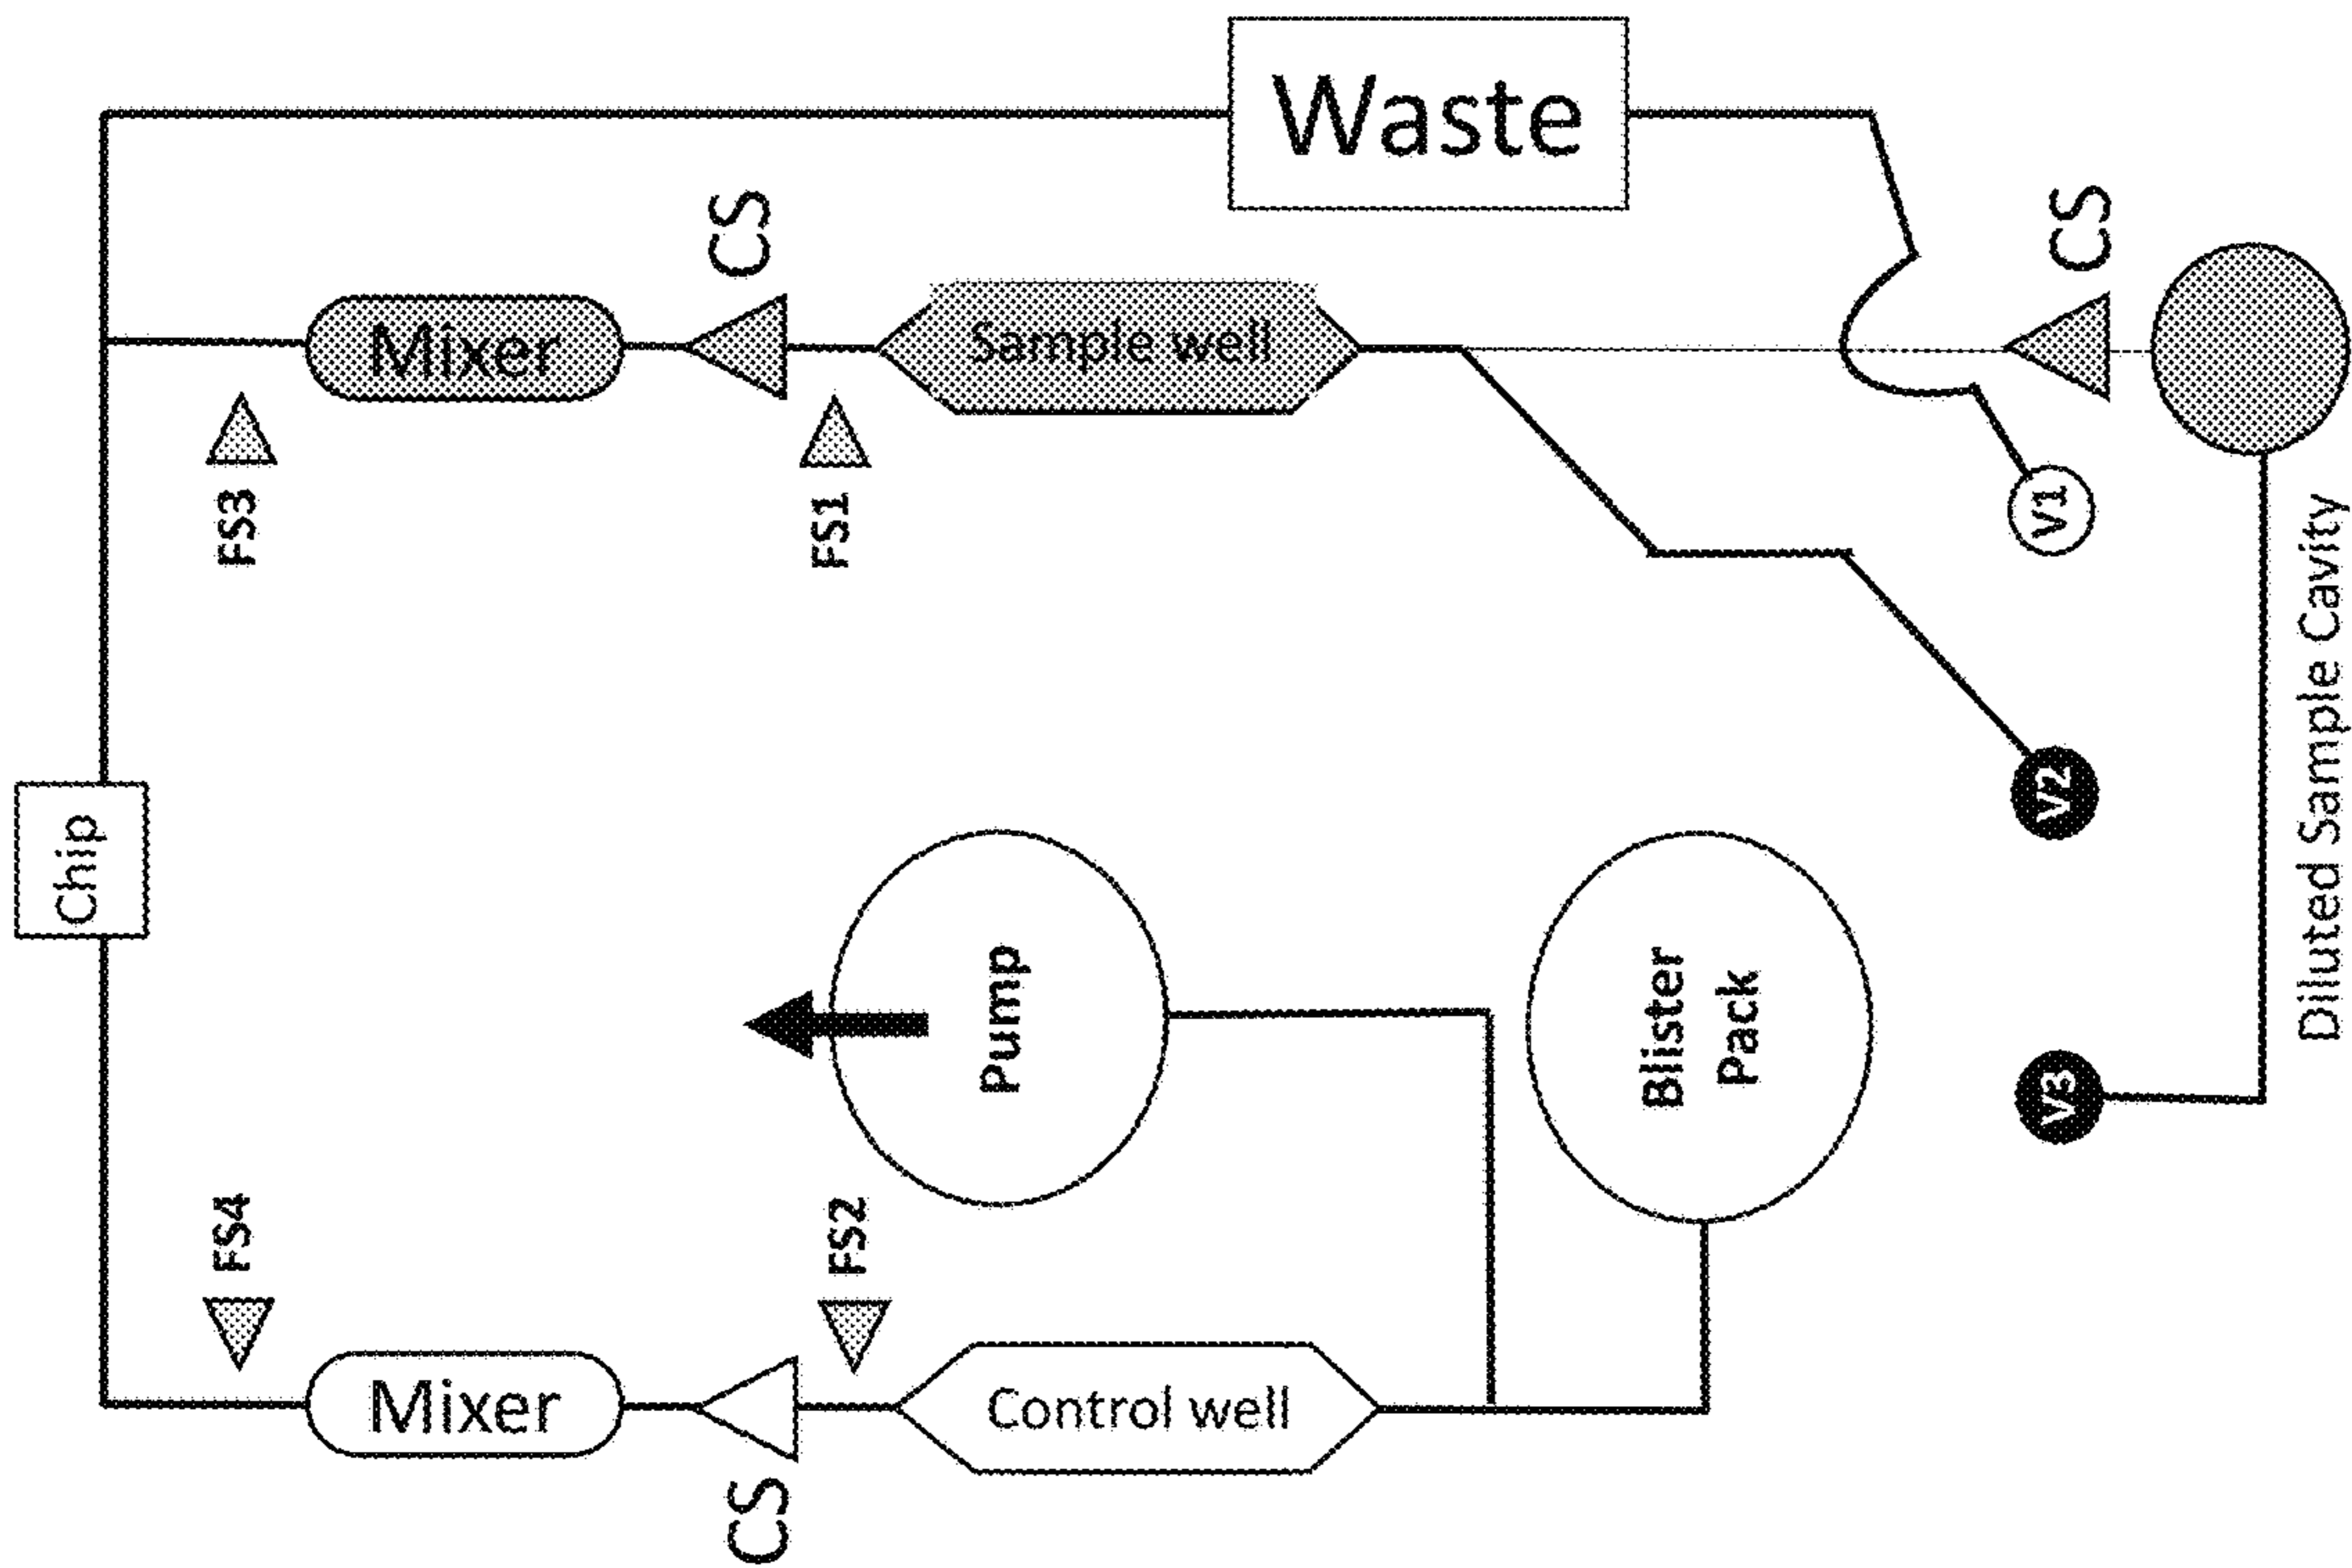 Chip
Waste
Mixer
CS
Sample well
FS3
FS1
CS
V1
V2
V3
Diluted Sample Cavity
Pump
Blister
Pack
FS4
FS2
Mixer
CS
Control well